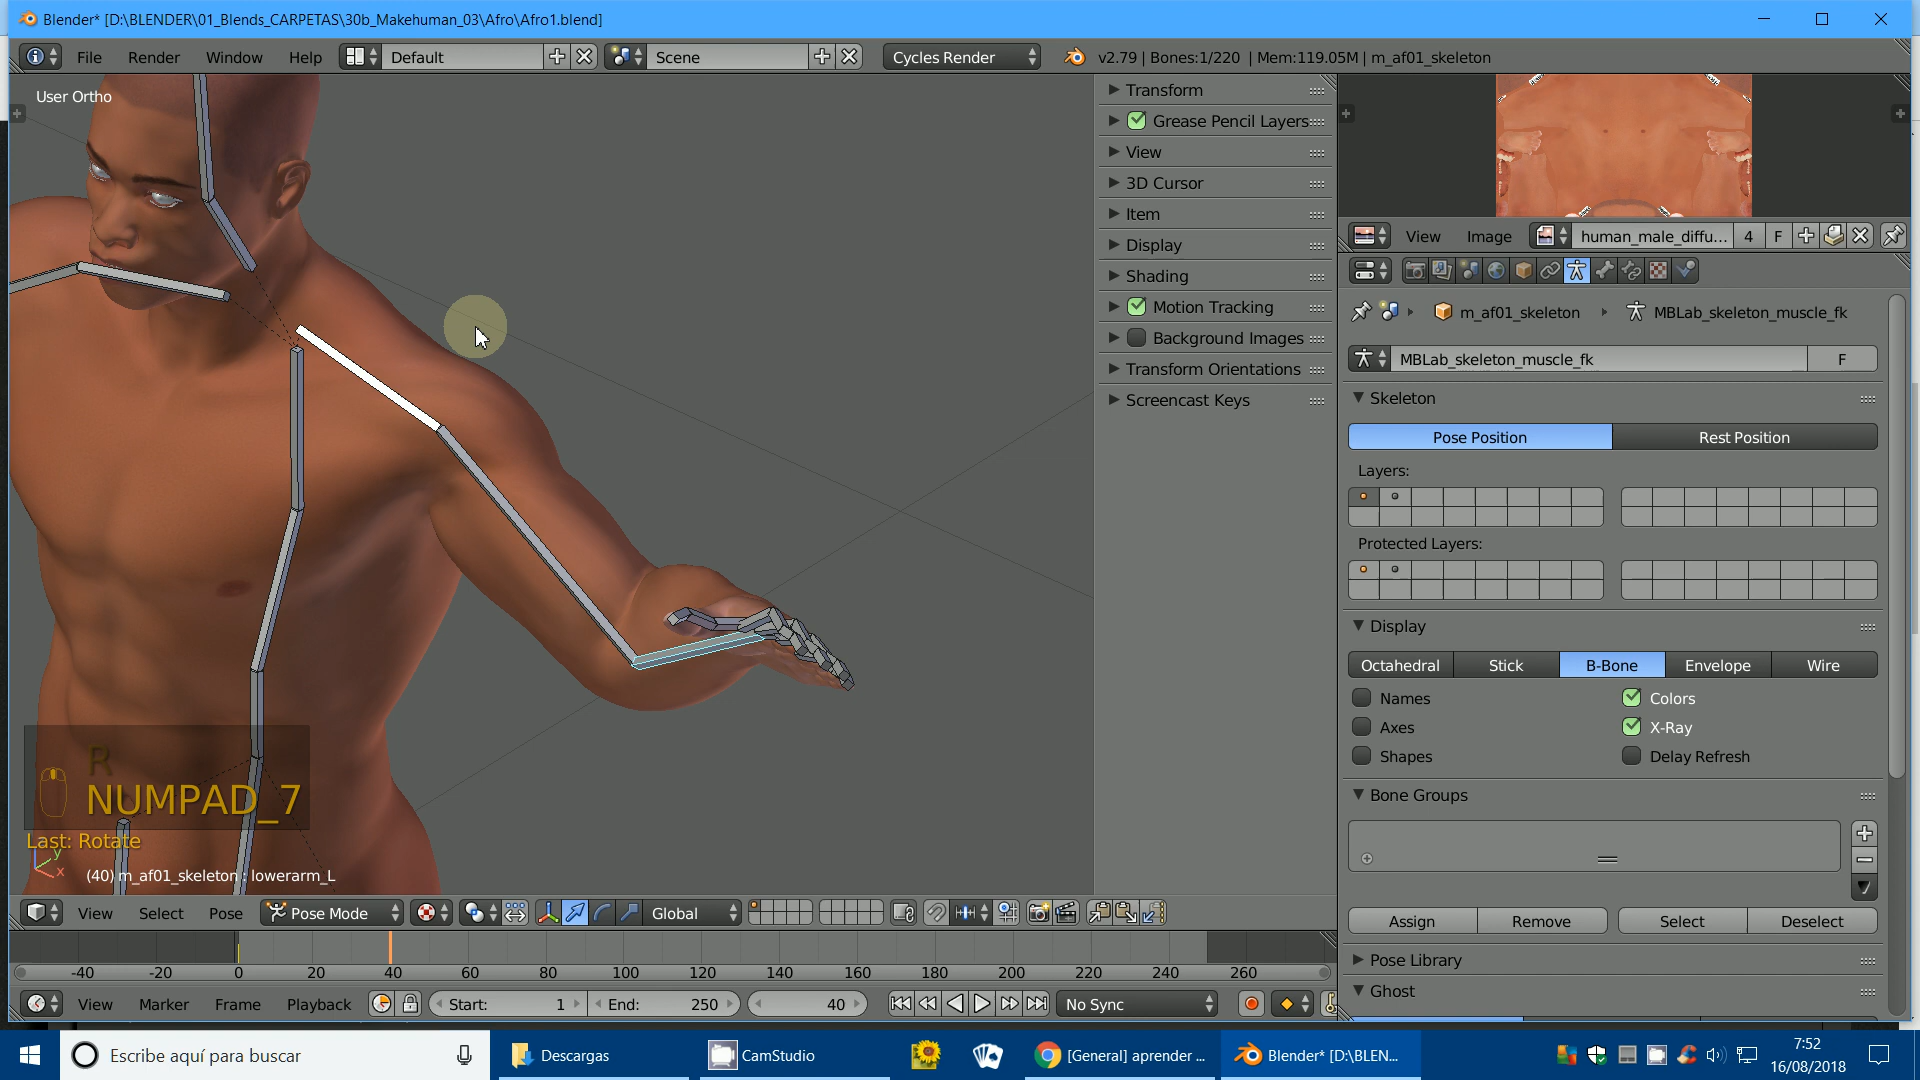 Blender* [D:\BLENDER\01_Blends_CARPETAS\30b_Makehuman_03\Afro\Afro1.blend]
File Render Window Help Default Scene Cycles Render v2.79 | Bones:1/220 | Mem:119.05M | m_af01_skeleton
User Ortho
Transform
Grease Pencil Layers
View
3D Cursor
Item
Display
Shading
Motion Tracking
Background Images
Transform Orientations
Screencast Keys
View Image human_male_diffu... 4 F
m_af01_skeleton MBLab_skeleton_muscle_fk
MBLab_skeleton_muscle_fk F
Skeleton
Pose Position Rest Position
Layers:
Protected Layers:
Display
Octahedral Stick B-Bone Envelope Wire
Names Colors
Axes X-Ray
Shapes Delay Refresh
Bone Groups
Assign Remove Select Deselect
Pose Library
Ghost
R
NUMPAD_7
Last: Rotate
y
x
(40) m_af01_skeleton : lowerarm_L
View Select Pose Pose Mode Global
-40 -20 0 20 40 60 80 100 120 140 160 180 200 220 240 260
View Marker Frame Playback Start: 1 End: 250 40 No Sync
Escribe aquí para buscar Descargas CamStudio [General] aprender ... Blender* [D:\BLEN...
7:52
16/08/2018